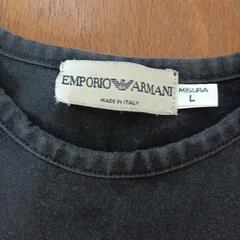 EMPORIO ARMANI
MADE IN ITALY
MISURA
L